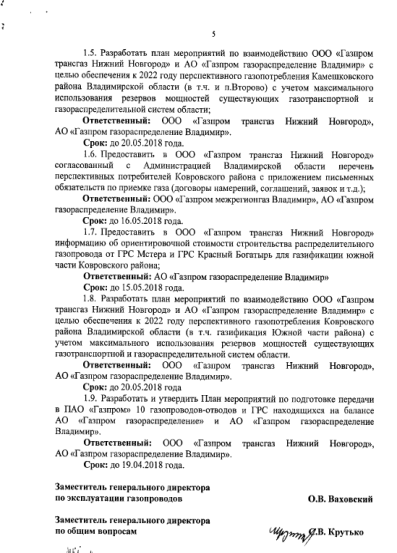 5
1.5. Разработать план мероприятий по взаимодействию ООО «Газпром
трансгаз Нижний Новгород» и АО «Газпром газораспределение Владимир» с
целью обеспечения к 2022 году перспективного газопотребления Камешковского
района Владимирской области (в т.ч. и п.Второво) с учетом максимального
использования резервов мощностей существующих газотранспортной и
газораспределительной систем области;
Ответственный: ООО «Газпром трансгаз Нижний Новгород»,
АО «Газпром газораспределение Владимир».
Срок: до 20.05.2018 года.
1.6. Предоставить в ООО «Газпром трансгаз Нижний Новгород)
согласованный с Администрацией Владимирской области перечень
перспективных потребителей Ковровского района с приложением письменных
обязательств по приемке газа (договоры намерений, соглашений, заявок и т.д.);
Ответственный: ООО «Газпром межрегионгаз Владимир», АО «Газпром
газораспределение Владимир».
Срок: до 16.05.2018 года.
1.7. Предоставить в ООО «Газпром трансгаз Нижний Новгород)
информацию об ориентировочной стоимости строительства распределительного
газопровода от ГРС Мстера и ГРС Красный Богатырь для газификации южной
части Ковровского района;
Ответственный: АО «Газпром газораспределение Владимир»
Срок: до 15.05.2018 года.
1.8. Разработать план мероприятий по взаимодействию ООО «Газпром
трансгаз Нижний Новгород» и АО «Газпром газораспределение Владимир» с
целью обеспечения к 2022 году перспективного газопотребления Ковровского
района Владимирской области (в т.ч. газификация Южной части района) с
учетом максимального использования резервов мощностей существующих
газотранспортной и газораспределительной систем области.
Ответственный: ООО «Газпром трансгаз Нижний Новгород»,
АО «Газпром газораспределение Владимир».
Срок: до 20.05.2018 года.
1.9. Разработать и утвердить План мероприятий по подготовке передачи
в ПАО «Газпром» 10 газопроводов-отводов и ГРС находящихся на балансе
АО «Газпром газораспределение» и АО «Газпром газораспределение
Владимир».
Ответственный: ООО «Газпром трансгаз Нижний Новгород»,
АО «Газпром газораспределение Владимир».
Срок: до 19.04.2018 года.
Заместитель генерального директора
по эксплуатации газопроводов О.В. Ваховский
Заместитель генерального директора
по общим вопросам С.В. Крутько